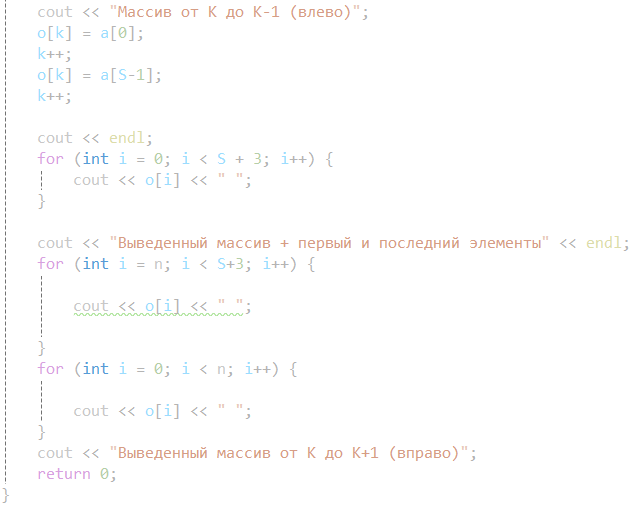 cout << "Массив от K до K-1 (влево)";
o[k] = a[0];
k++;
o[k] = a[S-1];
k++;
cout << endl;
for (int i = 0; i < S + 3; i++) {
cout << o[i] << " ";
}
cout << "Выведенный массив + первый и последний элементы" << endl;
for (int i = n; i < S+3; i++) {
cout << o[i] << " ";
}
for (int i = 0; i < n; i++) {
cout << o[i] << " ";
}
cout << "Выведенный массив от K до K+1 (вправо)";
return 0;
}